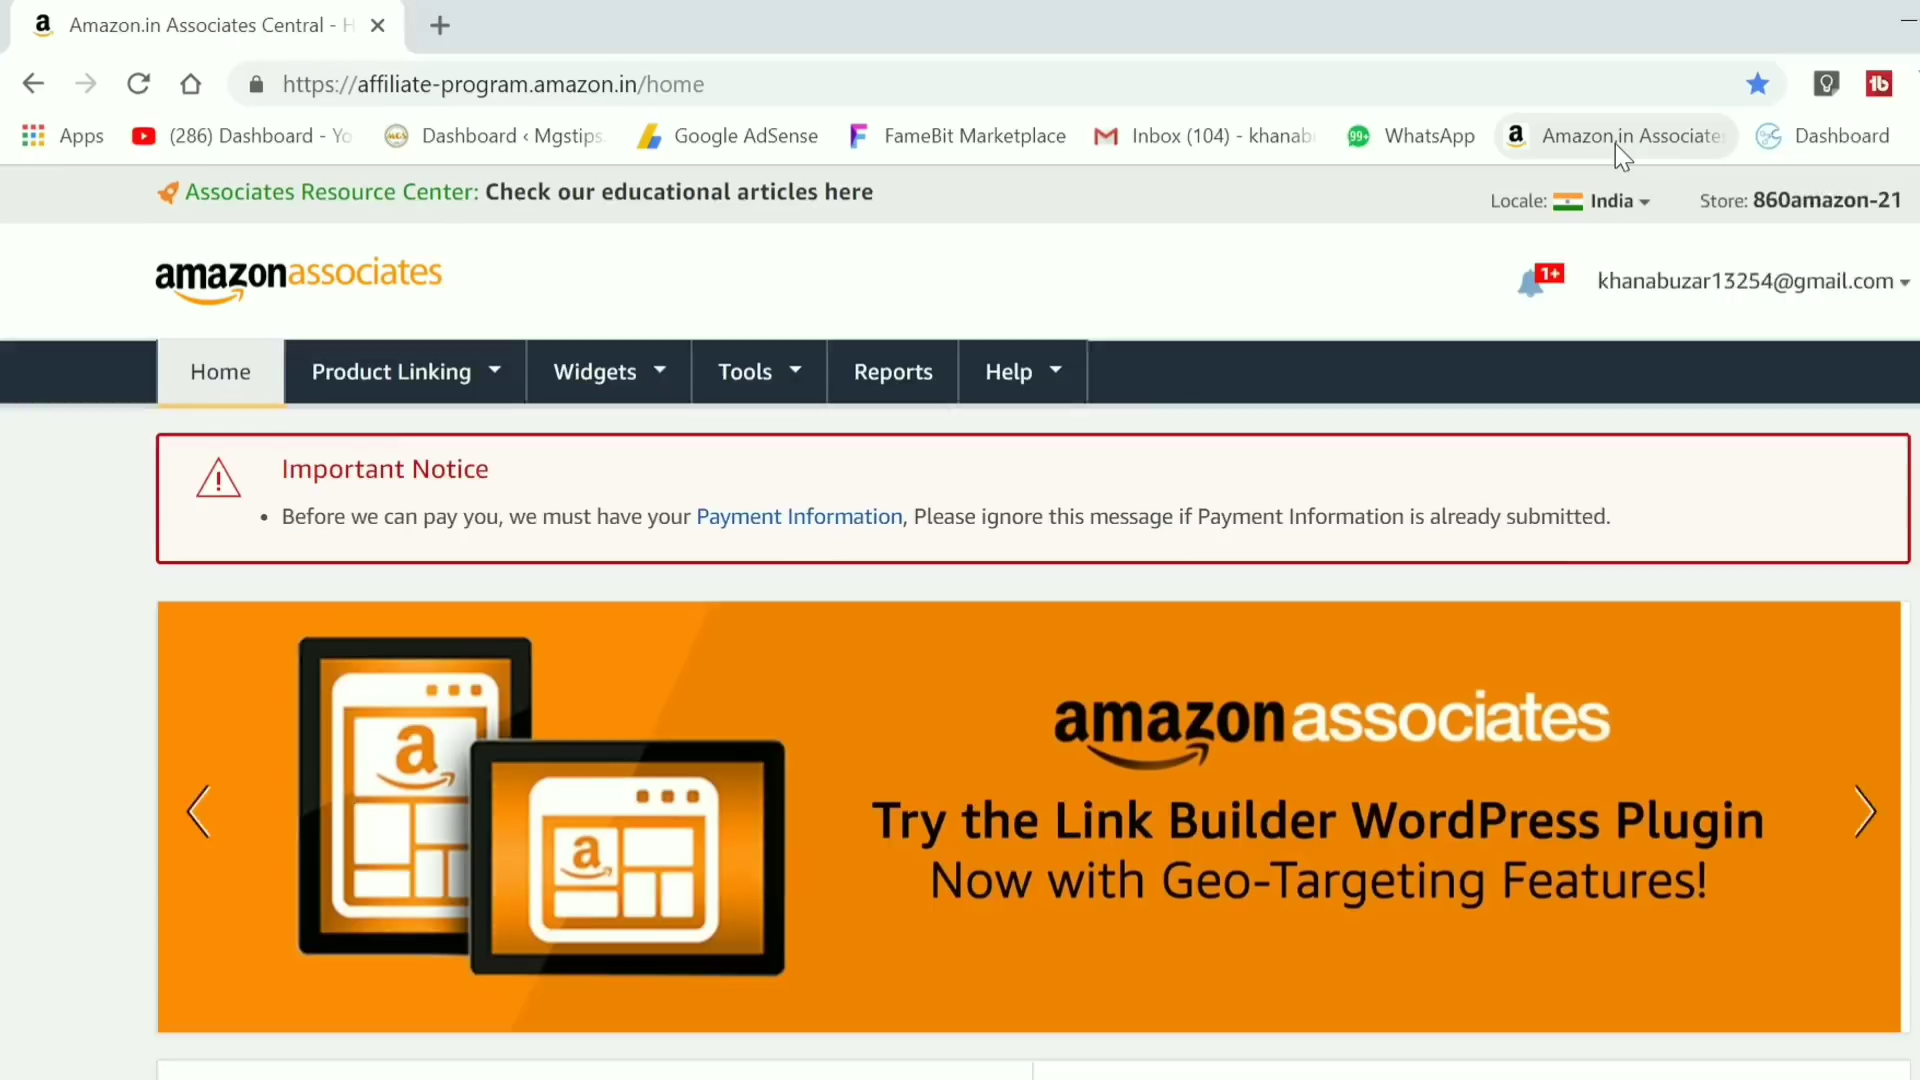 Amazon.in Associates Central - H
https://affiliate-program.amazon.in/home
Apps (286) Dashboard - Yo Dashboard ‹ Mgstips. Google AdSense FameBit Marketplace Inbox (104) - khanabu 99+ WhatsApp Amazon.in Associates Dashboard
Associates Resource Center: Check our educational articles here
Locale: India Store: 860amazon-21
amazonassociates
1+ khanabuzar13254@gmail.com
Home Product Linking Widgets Tools Reports Help
Important Notice
• Before we can pay you, we must have your Payment Information, Please ignore this message if Payment Information is already submitted.
amazonassociates
Try the Link Builder WordPress Plugin
Now with Geo-Targeting Features!